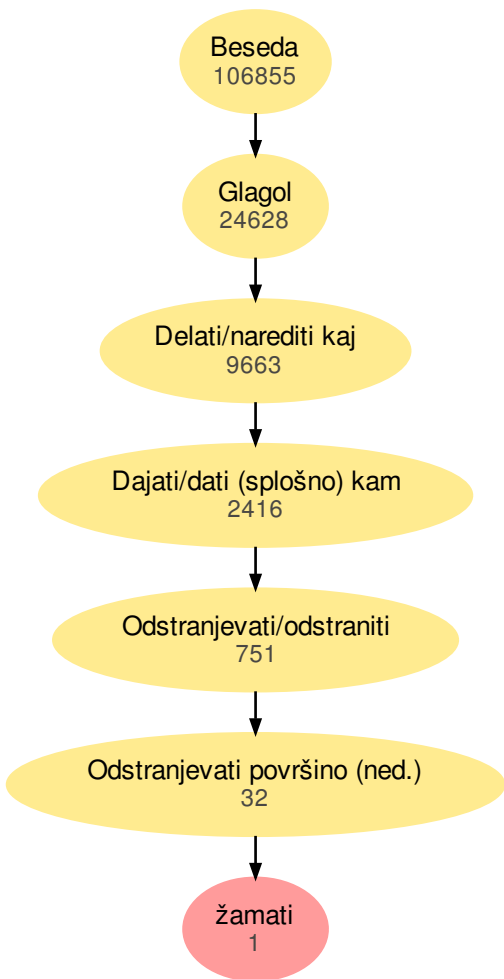 Beseda
106855
Glagol
24628
Delati/narediti kaj
9663
Dajati/dati (splošno) kam
2416
Odstranjevati/odstraniti
751
Odstranjevati površino (ned.)
32
žamati
1